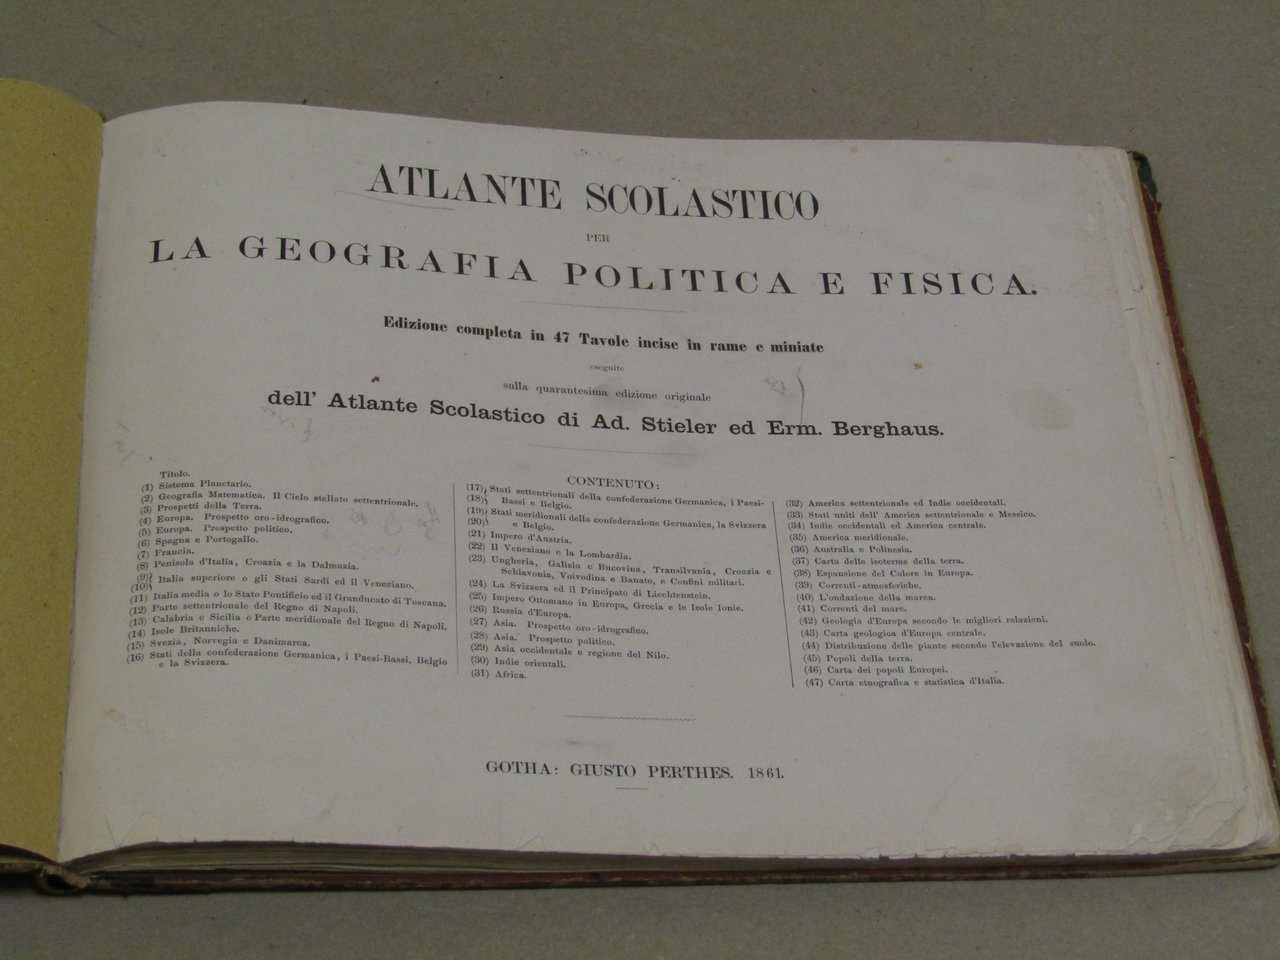 ATLANTE SCOLASTICO
PER
LA GEOGRAFIA POLITICA E FISICA.
Edizione completa in 47 Tavole incise in rame e miniate
eseguite
sulla quarantesima edizione originale
dell' Atlante Scolastico di Ad. Stieler ed Erm. Berghaus.
CONTENUTO:
Titolo.
(1) Sistema Planetario.
(2) Geografia Matematica. Il Cielo stellato settentrionale.
(3) Prospetti della Terra.
(4) Europa. Prospetto oro-idrografico.
(5) Europa. Prospetto politico.
(6) Spagna e Portogallo.
(7) Francia.
(8) Penisola d'Italia, Croazia e la Dalmazia.
(9)
(10) Italia superiore o gli Stati Sardi ed il Veneziano.
(11) Italia media o lo Stato Pontificio ed il Granducato di Toscana.
(12) Parte settentrionale del Regno di Napoli.
(13) Calabria e Sicilia o Parte meridionale del Regno di Napoli.
(14) Isole Britanniche.
(15) Svezia, Norvegia e Danimarca.
(16) Stati della confederazione Germanica, i Paesi-Bassi, Belgio
e la Svizzera.
(17) Stati settentrionali della confederazione Germanica, i Paesi-
(18) Bassi e Belgio.
(19) Stati meridionali della confederazione Germanica, la Svizzera
(20) e Belgio.
(21) Impero d'Austria.
(22) Il Veneziano e la Lombardia.
(23) Ungheria, Galizia e Bucovina, Transilvania, Croazia e
Schiavonia, Voivodina e Banato, e Confini militari.
(24) La Svizzera ed il Principato di Liechtenstein.
(25) Impero Ottomano in Europa, Grecia e le Isole Ionie.
(26) Russia d'Europa.
(27) Asia. Prospetto oro-idrografico.
(28) Asia. Prospetto politico.
(29) Asia occidentale e regione del Nilo.
(30) Indie orientali.
(31) Africa.
(32) America settentrionale ed Indie occidentali.
(33) Stati uniti dell' America settentrionale e Messico.
(34) Indie occidentali ed America centrale.
(35) America meridionale.
(36) Australia e Polinesia.
(37) Carta delle isoterme della terra.
(38) Espansione del Calore in Europa.
(39) Correnti-atmosferiche.
(40) L'ondazione della marea.
(41) Correnti del mare.
(42) Geologia d'Europa secondo le migliori relazioni.
(43) Carta geologica d'Europa centrale.
(44) Distribuzione delle piante secondo l'elevazione del suolo.
(45) Popoli della terra.
(46) Carta dei popoli Europei.
(47) Carta etnografica e statistica d'Italia.
GOTHA: GIUSTO PERTHES. 1861.